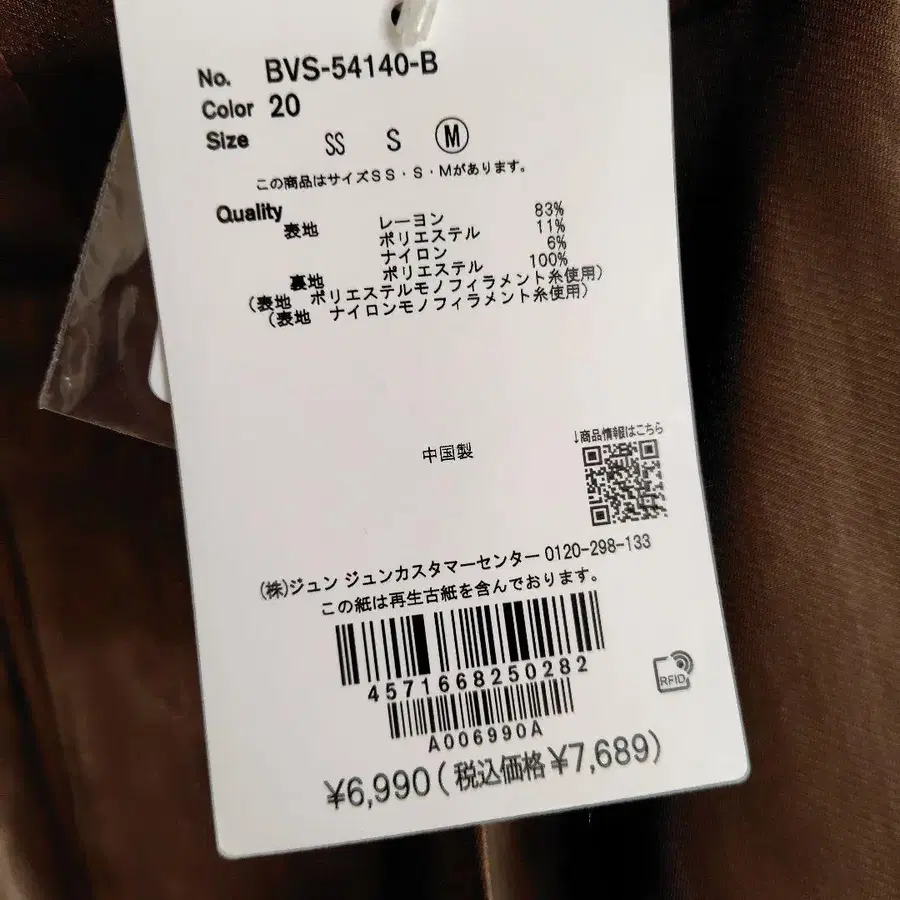 No. BVS-54140-B
Color 20
Size SS S M
この商品はサイズSS・S・Mがあります。
Quality
表地 レーヨン 83%
ポリエステル 11%
ナイロン 6%
裏地 ポリエステル 100%
(表地 ポリエステルモノフィラメント糸使用)
(表地 ナイロンモノフィラメント糸使用)
中国製
↓商品情報はこちら
(株)ジュン ジュンカスタマーセンター 0120-298-133
この紙は再生古紙を含んでおります。
4571668250282
RFID
A006990A
¥6,990(税込価格¥7,689)